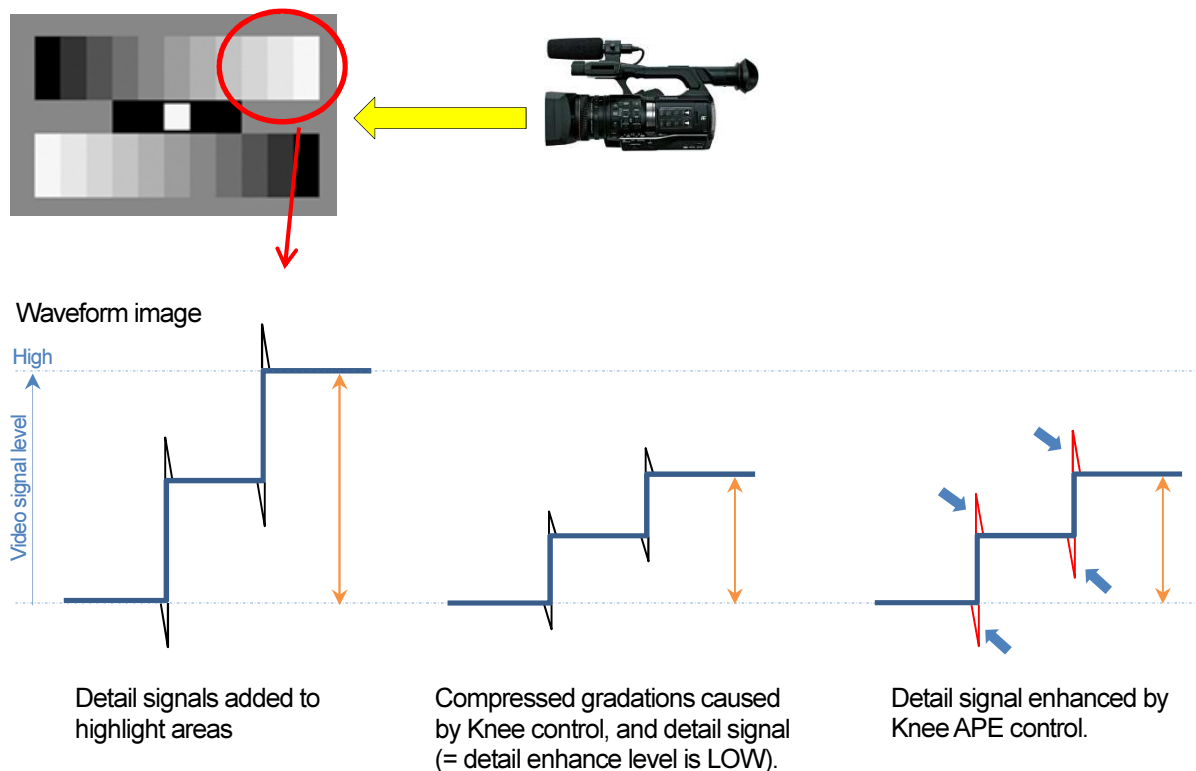 Waveform image
High
Video signal level
Detail signals added to
highlight areas
Compressed gradations caused
by Knee control, and detail signal
(= detail enhance level is LOW).
Detail signal enhanced by
Knee APE control.